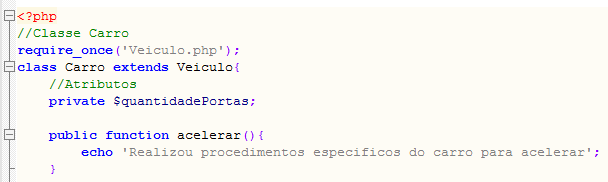 <?php
//Classe Carro
require_once('Veiculo.php');
class Carro extends Veiculo{
//Atributos
private $quantidadePortas;
public function acelerar(){
echo 'Realizou procedimentos especificos do carro para acelerar';
}